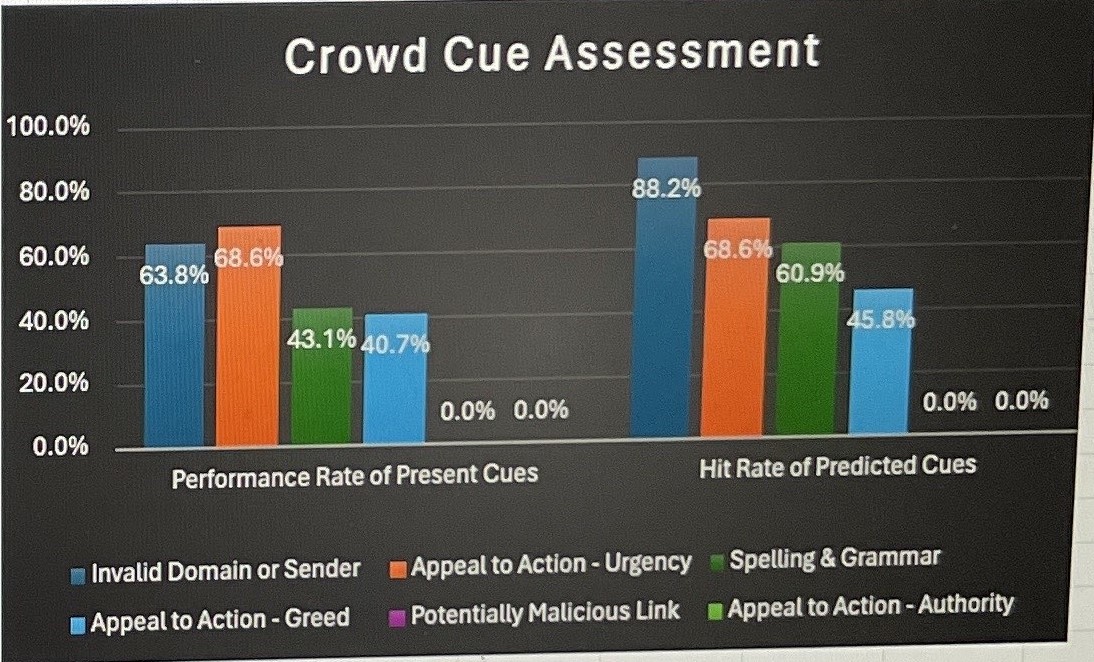 Crowd Cue Assessment
100.0%
80.0%
60.0%
40.0%
20.0%
0.0%
63.8%
68.6%
43.1%
40.7%
0.0%
0.0%
88.2%
68.6%
60.9%
45.8%
0.0%
0.0%
Performance Rate of Present Cues
Hit Rate of Predicted Cues
Invalid Domain or Sender
Appeal to Action - Urgency
Spelling & Grammar
Appeal to Action - Greed
Potentially Malicious Link
Appeal to Action - Authority